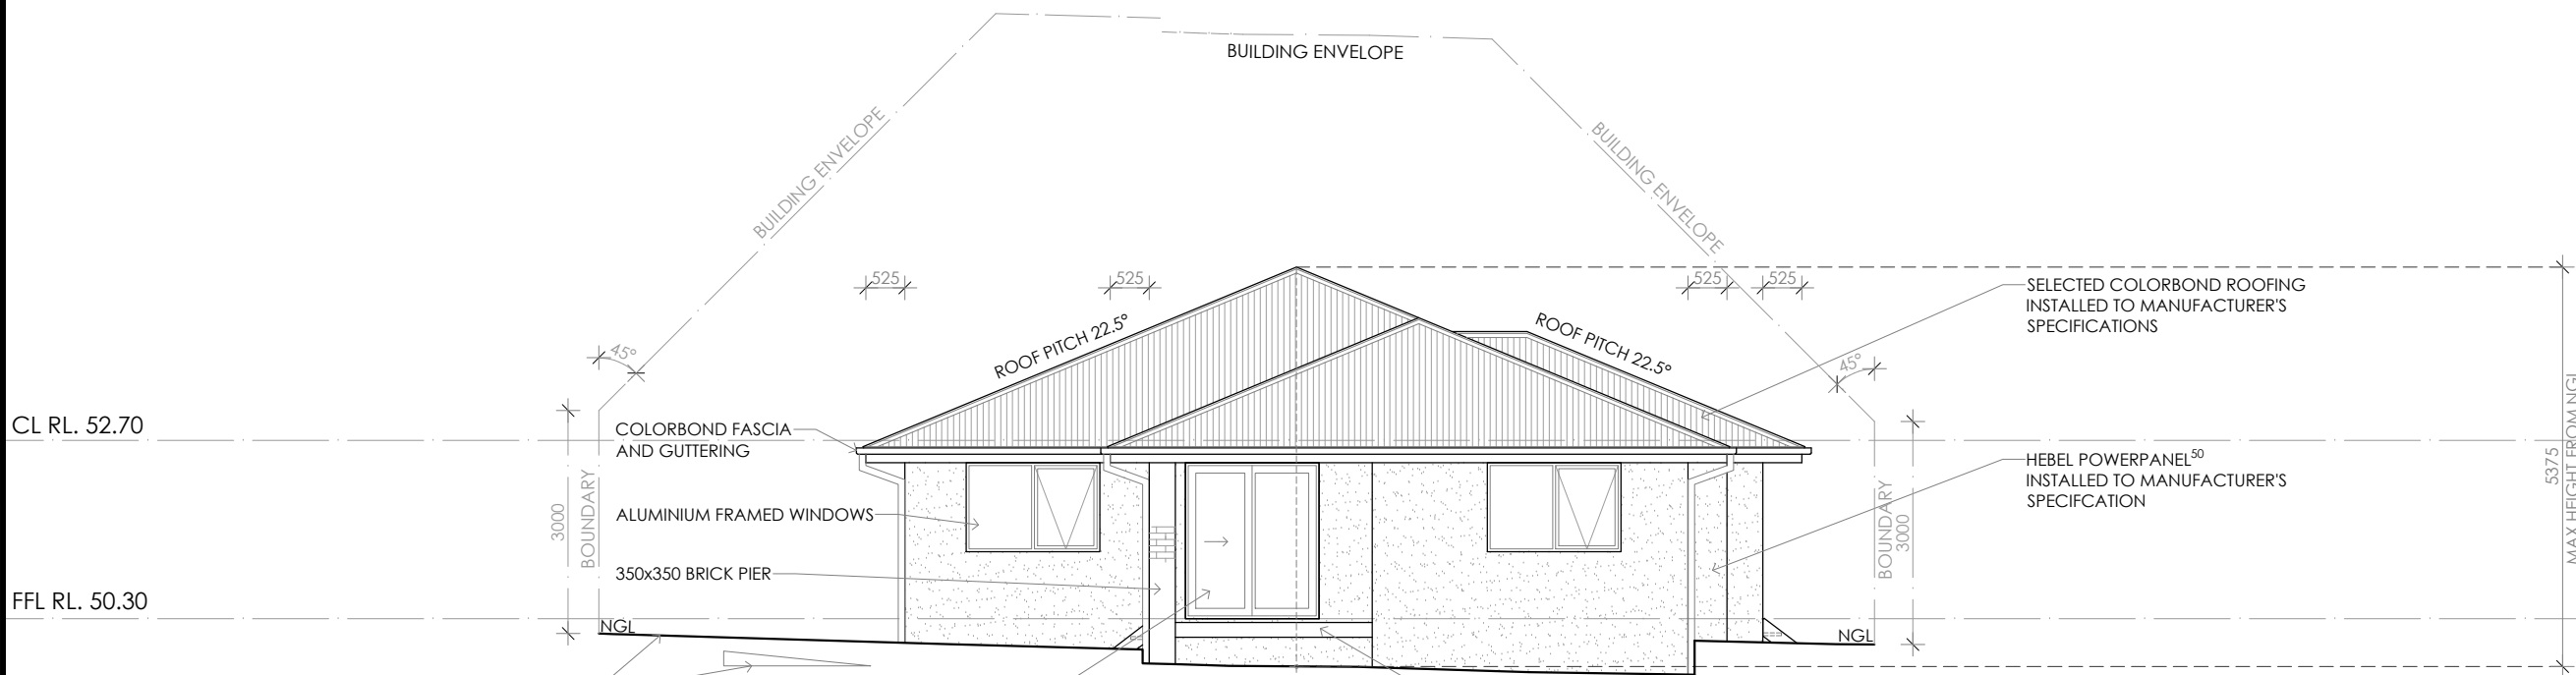 BUILDING ENVELOPE
BUILDING ENVELOPE
BUILDING ENVELOPE
525
525
525
525
SELECTED COLORBOND ROOFING
INSTALLED TO MANUFACTURER'S
SPECIFICATIONS
ROOF PITCH 22.5°
ROOF PITCH 22.5°
45°
45°
CL RL. 52.70
COLORBOND FASCIA
AND GUTTERING
HEBEL POWERPANEL50
INSTALLED TO MANUFACTURER'S
SPECIFCATION
5375
MAX HEIGHT FROM NGL
3000
BOUNDARY
ALUMINIUM FRAMED WINDOWS
BOUNDARY
3000
350x350 BRICK PIER
FFL RL. 50.30
NGL
NGL